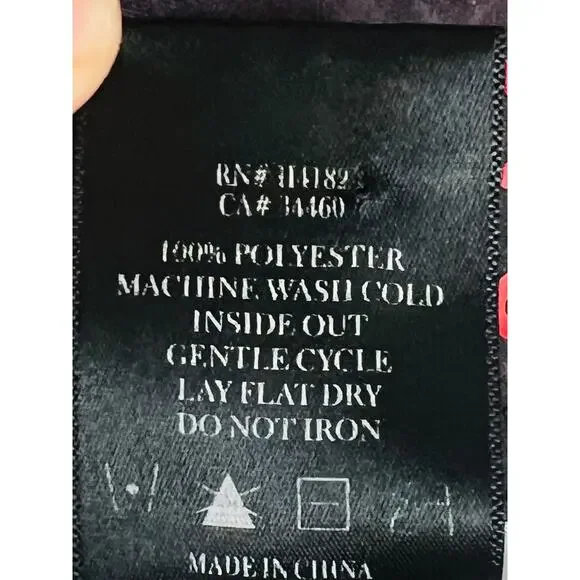 RN# 114182
CA# 34460
100% POLYESTER
MACHINE WASH COLD
INSIDE OUT
GENTLE CYCLE
LAY FLAT DRY
DO NOT IRON
MADE IN CHINA